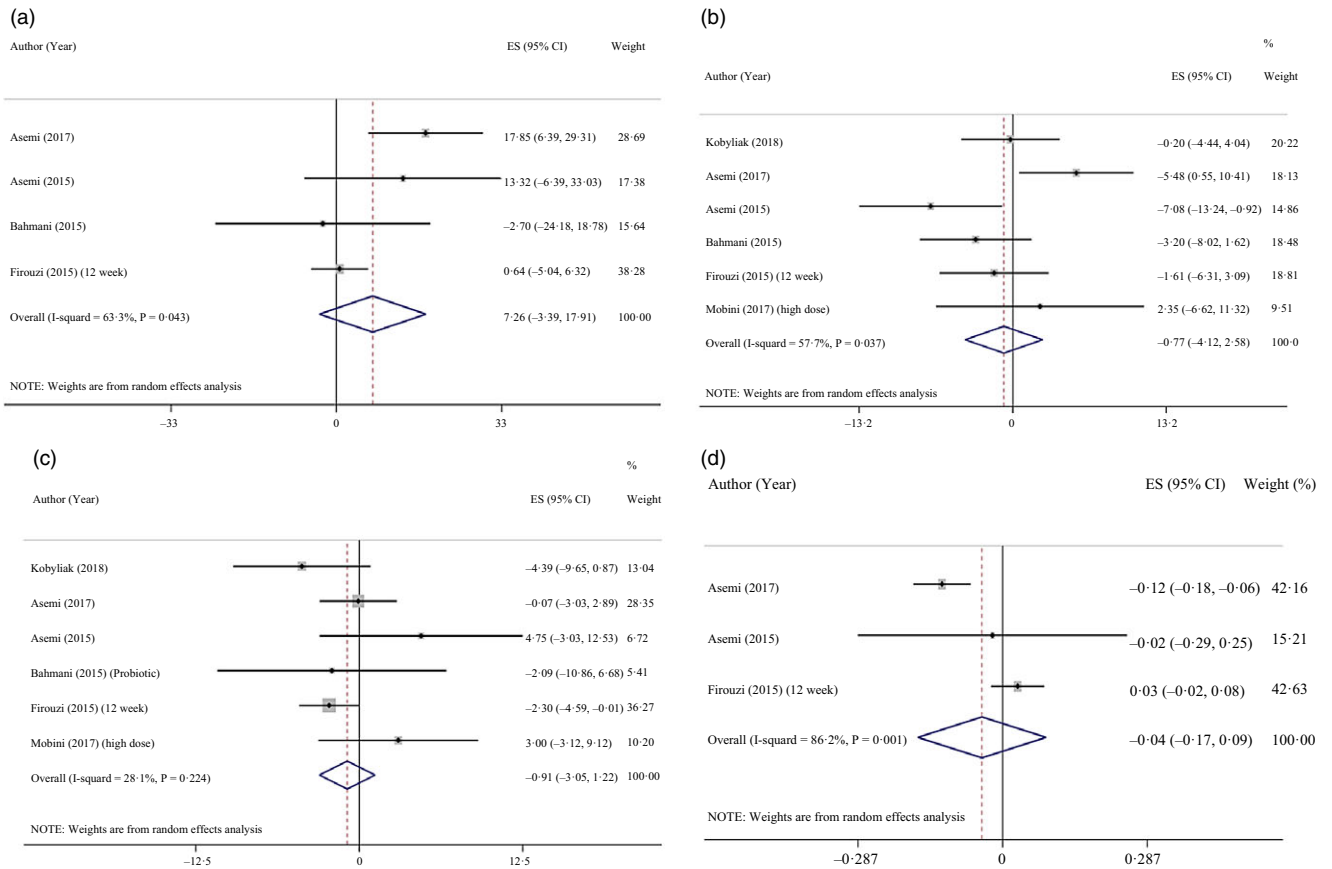 (a)
Author (Year) ES (95% CI) Weight
Asemi (2017) 17·85 (6·39, 29·31) 28·69
Asemi (2015) 13·32 (–6·39, 33·03) 17·38
Bahmani (2015) –2·70 (–24·18, 18·78) 15·64
Firouzi (2015) (12 week) 0·64 (–5·04, 6·32) 38·28
Overall (I-squard = 63·3%, P = 0·043) 7·26 (–3·39, 17·91) 100·00
NOTE: Weights are from random effects analysis
–33 0 33
(b)
%
Author (Year) ES (95% CI) Weight
Kobyliak (2018) –0·20 (–4·44, 4·04) 20·22
Asemi (2017) –5·48 (0·55, 10·41) 18·13
Asemi (2015) –7·08 (–13·24, –0·92) 14·86
Bahmani (2015) –3·20 (–8·02, 1·62) 18·48
Firouzi (2015) (12 week) –1·61 (–6·31, 3·09) 18·81
Mobini (2017) (high dose) 2·35 (–6·62, 11·32) 9·51
Overall (I-squard = 57·7%, P = 0·037) –0·77 (–4·12, 2·58) 100·0
NOTE: Weights are from random effects analysis
–13·2 0 13·2
(c)
%
Author (Year) ES (95% CI) Weight
Kobyliak (2018) –4·39 (–9·65, 0·87) 13·04
Asemi (2017) –0·07 (–3·03, 2·89) 28·35
Asemi (2015) 4·75 (–3·03, 12·53) 6·72
Bahmani (2015) (Probiotic) –2·09 (–10·86, 6·68) 5·41
Firouzi (2015) (12 week) –2·30 (–4·59, –0·01) 36·27
Mobini (2017) (high dose) 3·00 (–3·12, 9·12) 10·20
Overall (I-squard = 28·1%, P = 0·224) –0·91 (–3·05, 1·22) 100·00
NOTE: Weights are from random effects analysis
–12·5 0 12·5
(d)
Author (Year) ES (95% CI) Weight (%)
Asemi (2017) –0·12 (–0·18, –0·06) 42·16
Asemi (2015) –0·02 (–0·29, 0·25) 15·21
Firouzi (2015) (12 week) 0·03 (–0·02, 0·08) 42·63
Overall (I-squard = 86·2%, P = 0·001) –0·04 (–0·17, 0·09) 100·00
NOTE: Weights are from random effects analysis
–0·287 0 0·287